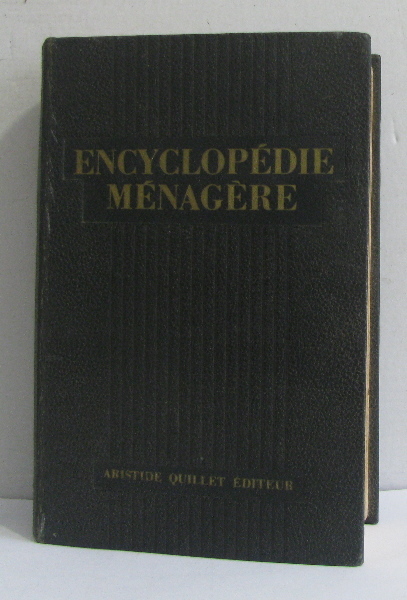 ENCYCLOPÉDIE
MÉNAGÈRE
ARISTIDE QUILLET ÉDITEUR